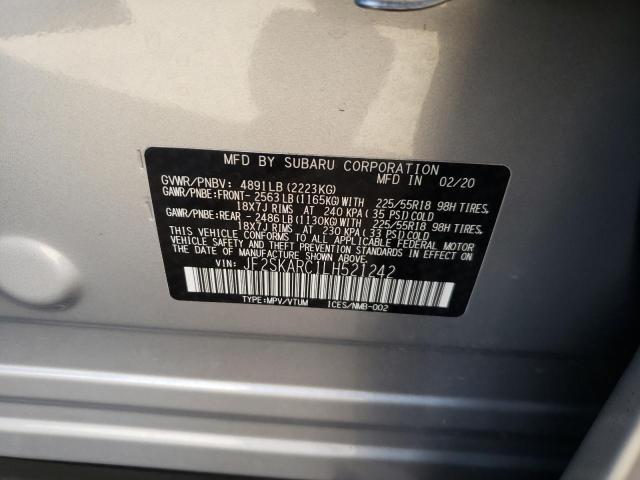 MFD BY SUBARU CORPORATION
MFD IN 02/20
GVWR/PNBV: 4891LB (2223KG)
GAWR/PNBE:FRONT- 2563LB (1165KG)WITH 225/55R18 98H TIRES,
18X7J RIMS AT 240 KPA (35 PSI)COLD
GAWR/PNBE:REAR - 2486LB (1130KG)WITH 225/55R18 98H TIRES,
18X7J RIMS AT 230 KPA (33 PSI)COLD
THIS VEHICLE CONFORMS TO ALL APPLICABLE FEDERAL MOTOR
VEHICLE SAFETY AND THEFT PREVENTION STANDARDS IN EFFECT
ON THE DATE OF MANUFACTURE SHOWN ABOVE.
VIN: JF2SKARC1LH521242
TYPE:MPV/VTUM ICES/NMB-002